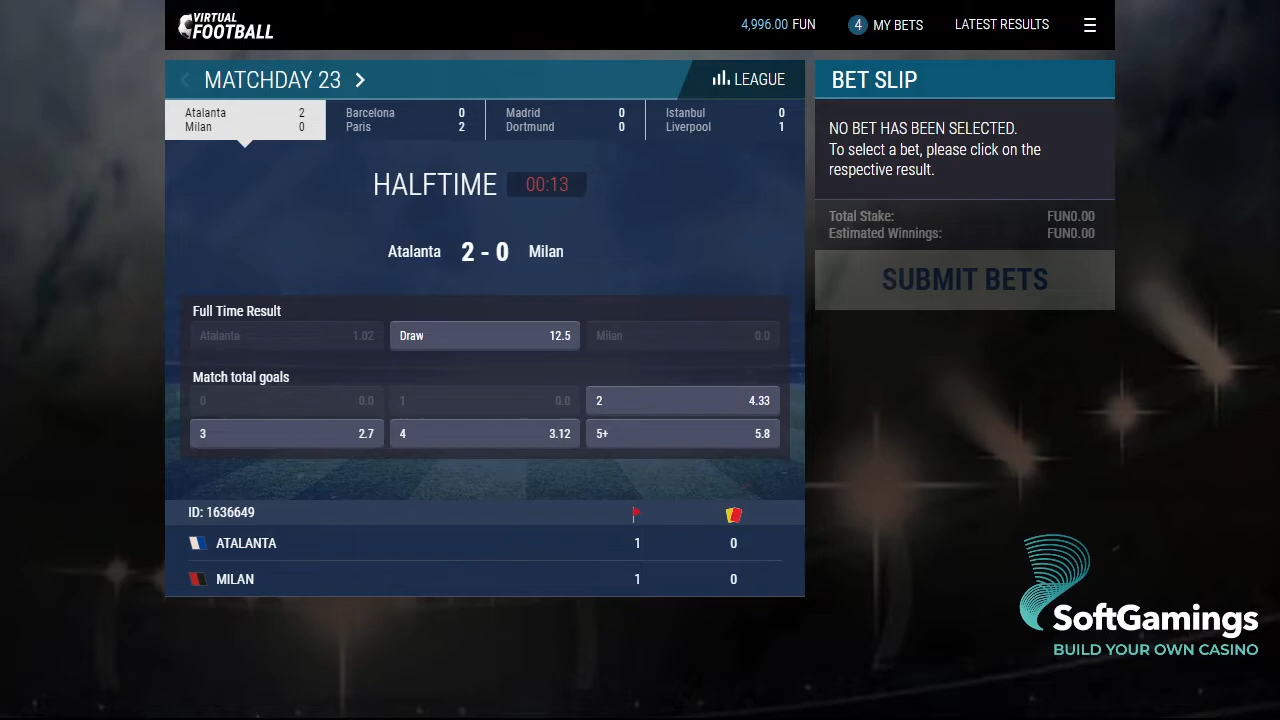 VIRTUAL
FOOTBALL
4,996.00 FUN
4 MY BETS
LATEST RESULTS
MATCHDAY 23
LEAGUE
Atalanta 2
Milan 0
Barcelona 0
Paris 2
Madrid 0
Dortmund 0
Istanbul 0
Liverpool 1
HALFTIME 00:13
Atalanta 2 - 0 Milan
Full Time Result
Atalanta 1.02 Draw 12.5 Milan 0.0
Match total goals
0 0.0 1 0.0 2 4.33
3 2.7 4 3.12 5+ 5.8
ID: 1636649
ATALANTA 1 0
MILAN 1 0
BET SLIP
NO BET HAS BEEN SELECTED.
To select a bet, please click on the
respective result.
Total Stake: FUN0.00
Estimated Winnings: FUN0.00
SUBMIT BETS
SoftGamings
BUILD YOUR OWN CASINO